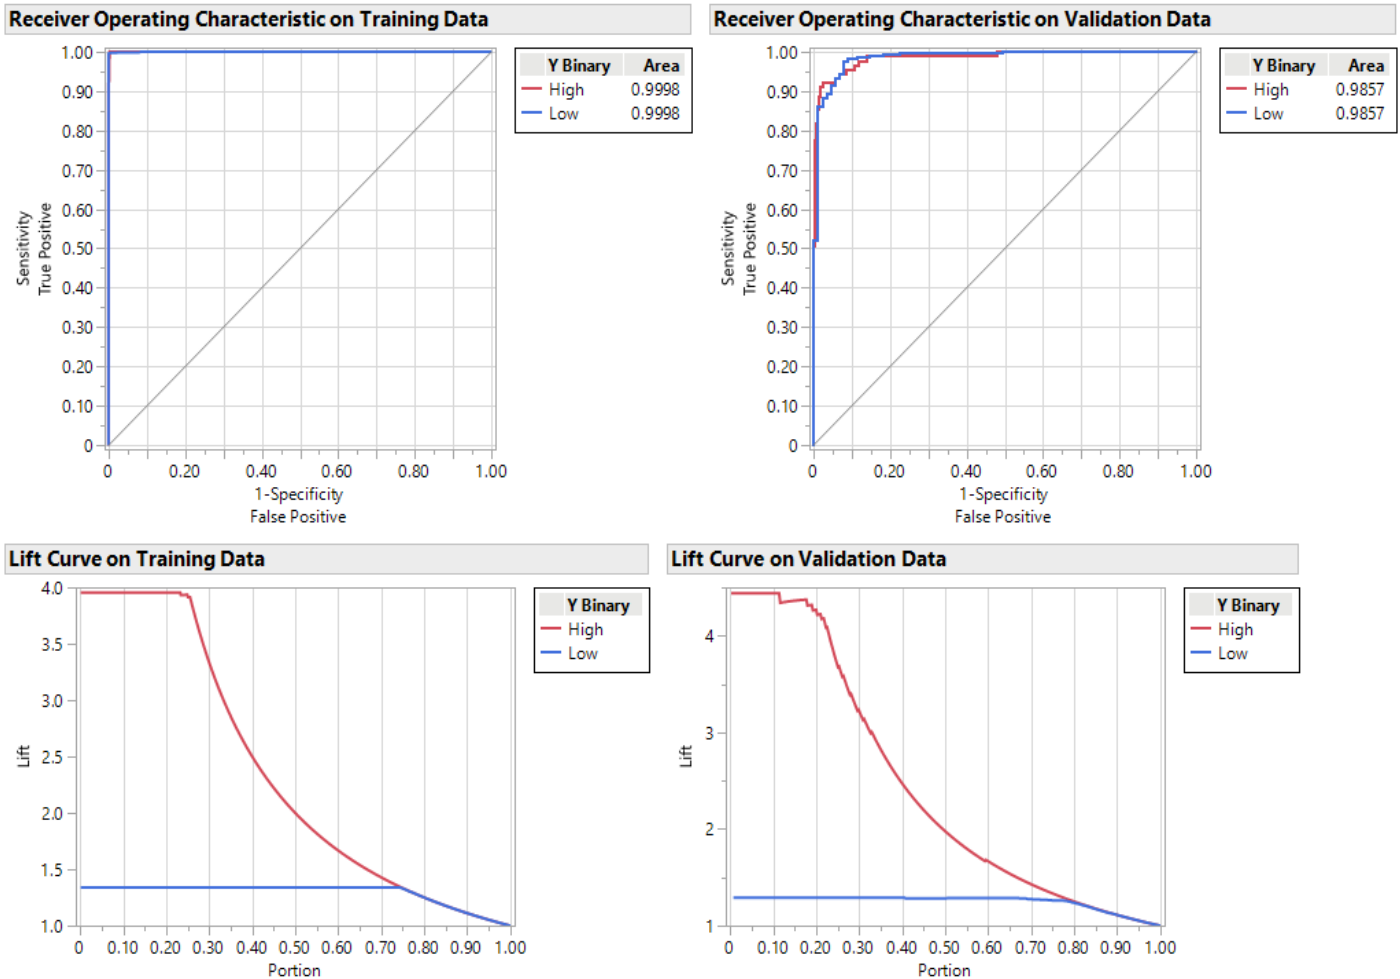 Receiver Operating Characteristic on Training Data
1.00
0.90
0.80
0.70
0.60
0.50
0.40
0.30
0.20
0.10
0
Sensitivity
True Positive
0 0.20 0.40 0.60 0.80 1.00
1-Specificity
False Positive
Y Binary Area
High 0.9998
Low 0.9998
Receiver Operating Characteristic on Validation Data
1.00
0.90
0.80
0.70
0.60
0.50
0.40
0.30
0.20
0.10
0
Sensitivity
True Positive
0 0.20 0.40 0.60 0.80 1.00
1-Specificity
False Positive
Y Binary Area
High 0.9857
Low 0.9857
Lift Curve on Training Data
4.0
3.5
3.0
2.5
2.0
1.5
1.0
Lift
0 0.10 0.20 0.30 0.40 0.50 0.60 0.70 0.80 0.90 1.00
Portion
Y Binary
High
Low
Lift Curve on Validation Data
4
3
2
1
Lift
0 0.10 0.20 0.30 0.40 0.50 0.60 0.70 0.80 0.90 1.00
Portion
Y Binary
High
Low